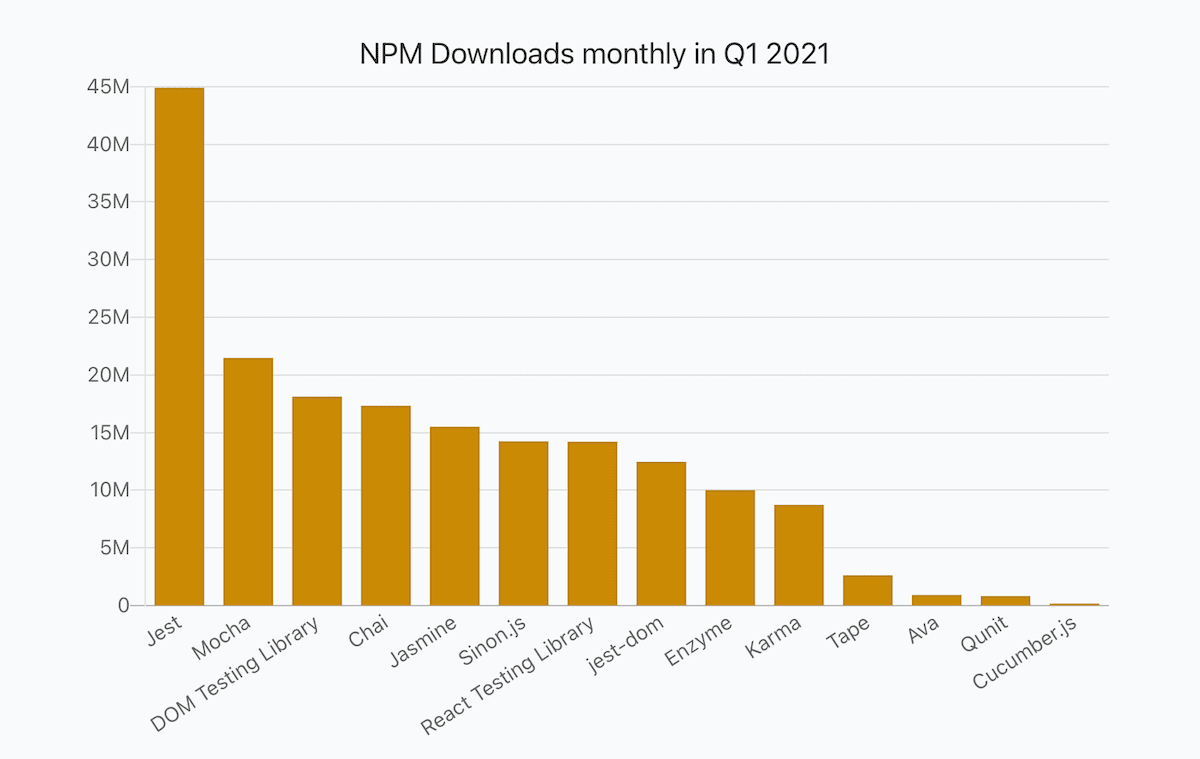 NPM Downloads monthly in Q1 2021
45M
40M
35M
30M
25M
20M
15M
10M
5M
0
Jest
Mocha
DOM Testing Library
Chai
Jasmine
Sinon.js
React Testing Library
jest-dom
Enzyme
Karma
Tape
Ava
Qunit
Cucumber.js